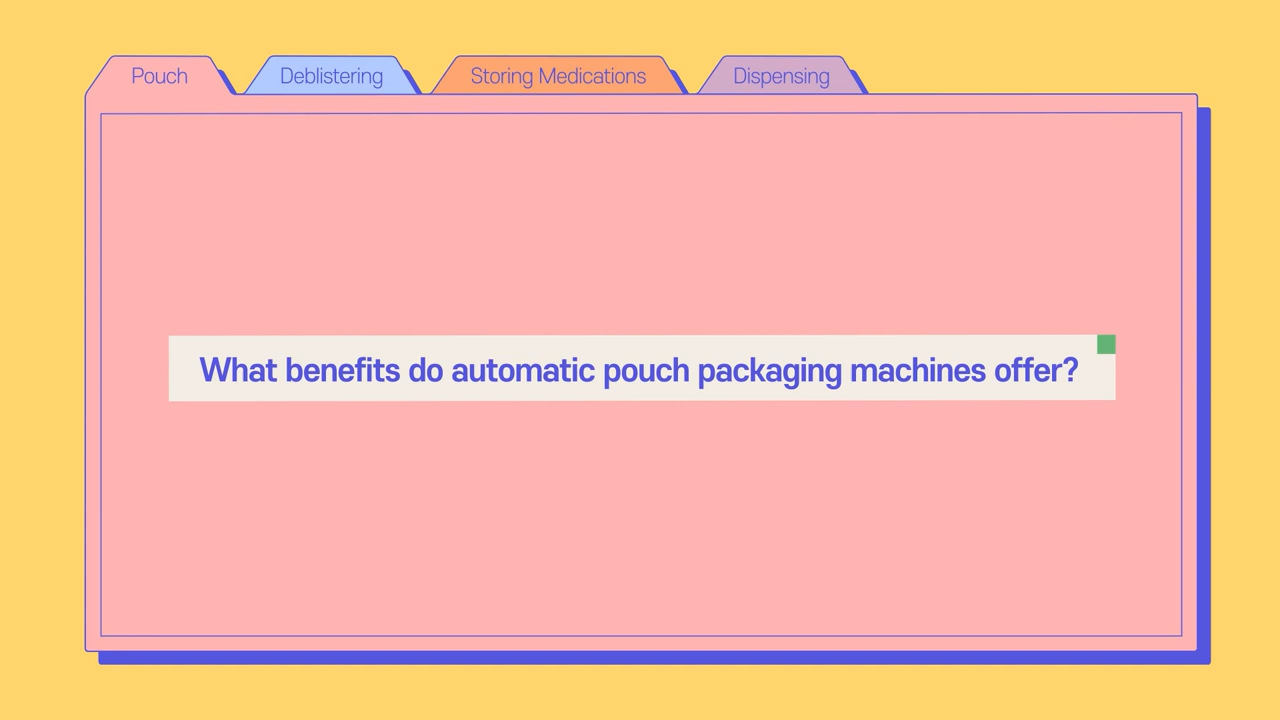 Pouch
Deblistering
Storing Medications
Dispensing
What benefits do automatic pouch packaging machines offer?